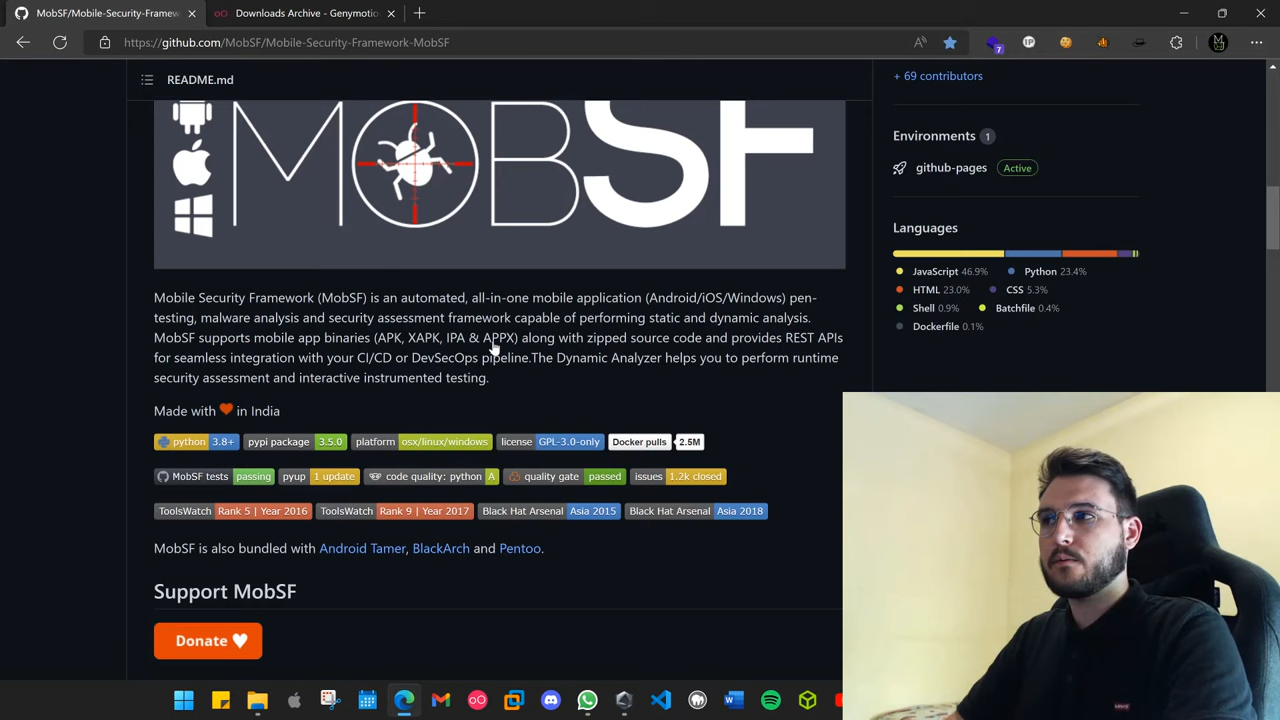 MobSF/Mobile-Security-Framew
Downloads Archive - Genymotio
https://github.com/MobSF/Mobile-Security-Framework-MobSF
7
IP
README.md
+ 69 contributors
MOBSF
Environments 1
github-pages Active
Languages
JavaScript 46.9% Python 23.4%
HTML 23.0% CSS 5.3%
Shell 0.9% Batchfile 0.4%
Dockerfile 0.1%
Mobile Security Framework (MobSF) is an automated, all-in-one mobile application (Android/iOS/Windows) pen-
testing, malware analysis and security assessment framework capable of performing static and dynamic analysis.
MobSF supports mobile app binaries (APK, XAPK, IPA & APPX) along with zipped source code and provides REST APIs
for seamless integration with your CI/CD or DevSecOps pipeline.The Dynamic Analyzer helps you to perform runtime
security assessment and interactive instrumented testing.
Made with ❤ in India
python 3.8+ pypi package 3.5.0 platform osx/linux/windows license GPL-3.0-only Docker pulls 2.5M
MobSF tests passing pyup 1 update code quality: python A quality gate passed issues 1.2k closed
ToolsWatch Rank 5 | Year 2016 ToolsWatch Rank 9 | Year 2017 Black Hat Arsenal Asia 2015 Black Hat Arsenal Asia 2018
MobSF is also bundled with Android Tamer, BlackArch and Pentoo.
Support MobSF
Donate ♥